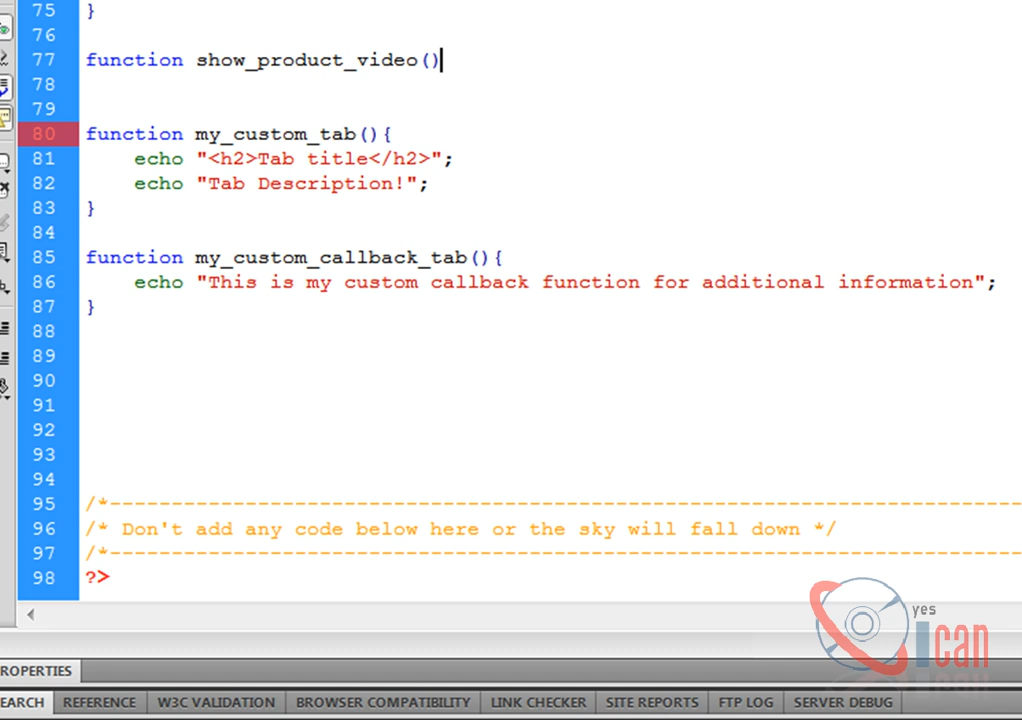 75 }
76
77 function show_product_video()
78
79
80 function my_custom_tab(){
81 echo "<h2>Tab title</h2>";
82 echo "Tab Description!";
83 }
84
85 function my_custom_callback_tab(){
86 echo "This is my custom callback function for additional information";
87 }
88
89
90
91
92
93
94
95 /*---------------------------------------------------------------------------
96 /* Don't add any code below here or the sky will fall down */
97 /*---------------------------------------------------------------------------
98 ?>
yes
Ican
ROPERTIES
EARCH REFERENCE W3C VALIDATION BROWSER COMPATIBILITY LINK CHECKER SITE REPORTS FTP LOG SERVER DEBUG